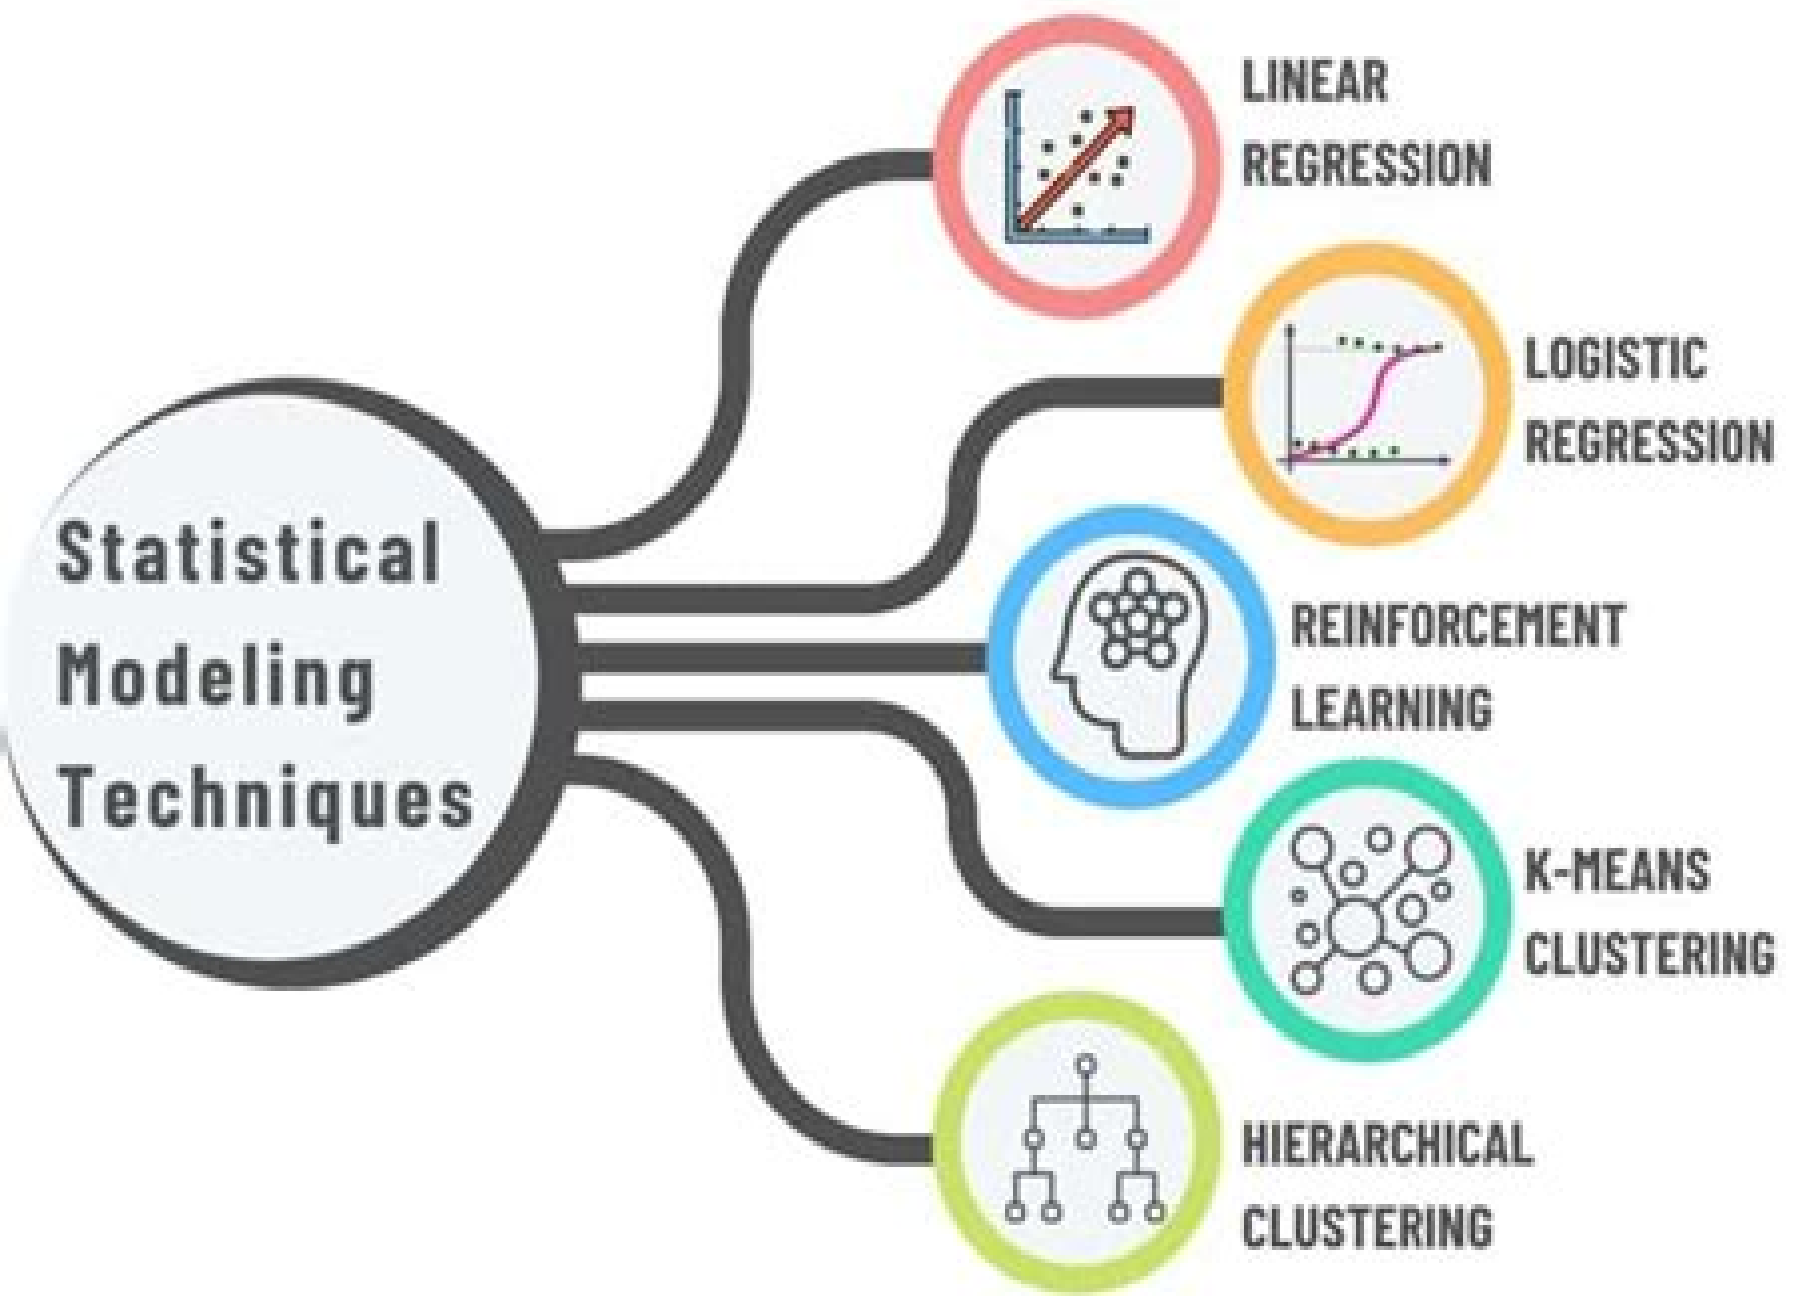 Statistical
Modeling
Techniques
LINEAR
REGRESSION
LOGISTIC
REGRESSION
REINFORCEMENT
LEARNING
K-MEANS
CLUSTERING
HIERARCHICAL
CLUSTERING